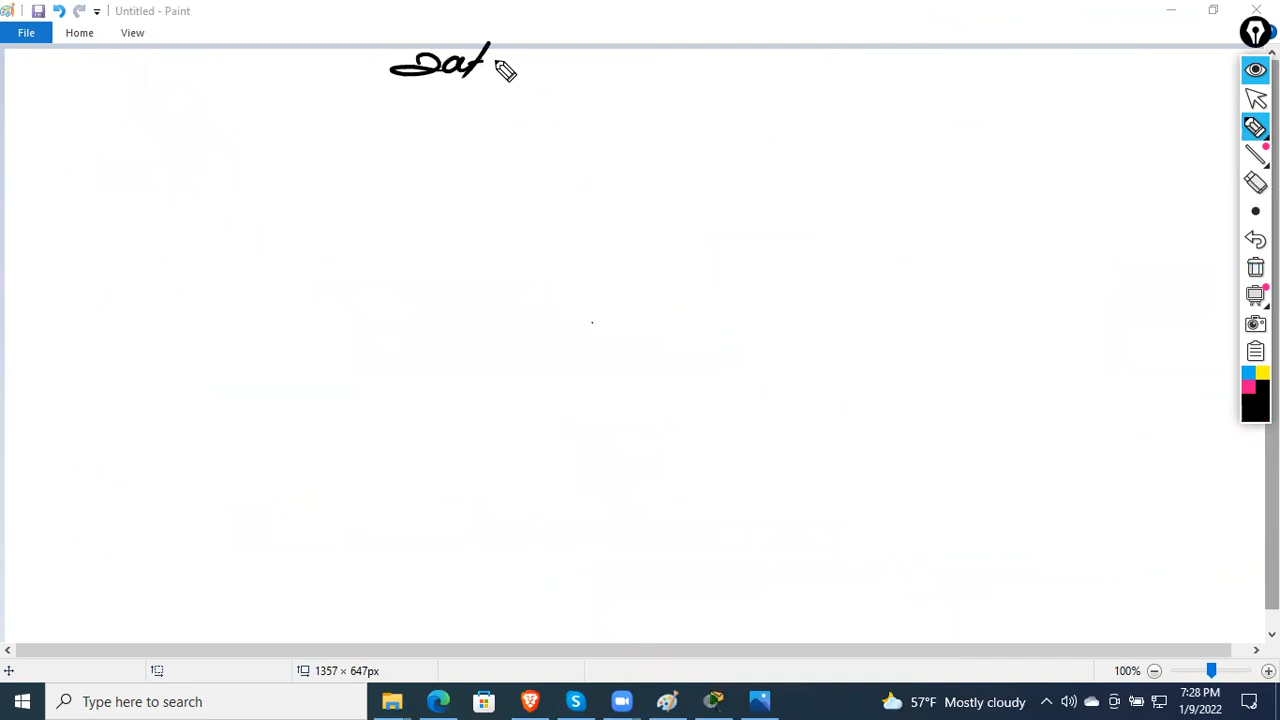 Untitled - Paint
File Home View
Dat
1357 × 647px
100%
Type here to search
57°F Mostly cloudy
7:28 PM
1/9/2022